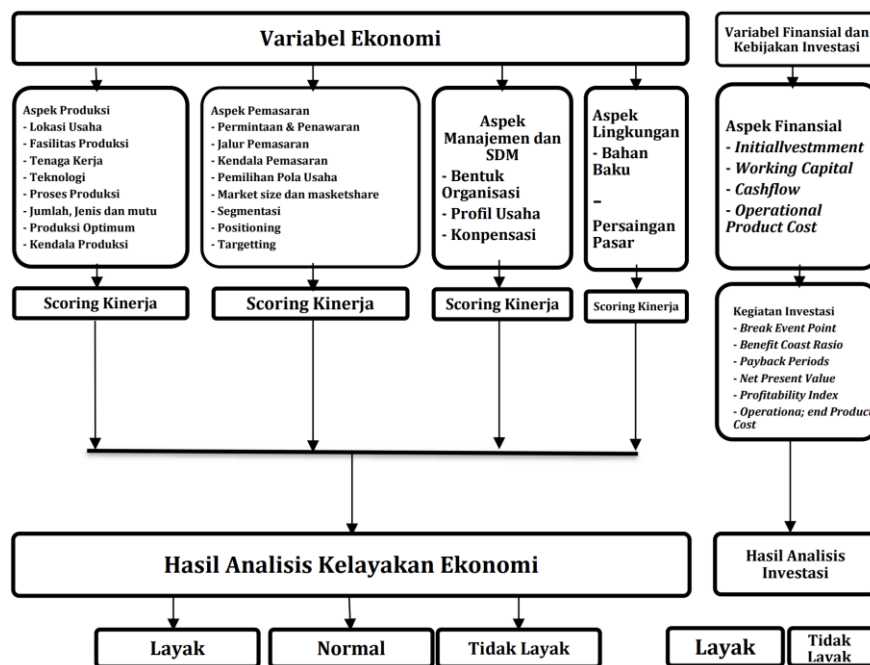 Variabel Ekonomi
Variabel Finansial dan
Kebijakan Investasi
Aspek Produksi
- Lokasi Usaha
- Fasilitas Produksi
- Tenaga Kerja
- Teknologi
- Proses Produksi
- Jumlah, Jenis dan mutu
- Produksi Optimum
- Kendala Produksi
Aspek Pemasaran
- Permintaan & Penawaran
- Jalur Pemasaran
- Kendala Pemasaran
- Pemilihan Pola Usaha
- Market size dan masketshare
- Segmentasi
- Positioning
- Targetting
Aspek
Manajemen dan
SDM
- Bentuk
Organisasi
- Profil Usaha
- Konpensasi
Aspek
Lingkungan
- Bahan
Baku
–
Persaingan
Pasar
Aspek Finansial
- Initiallvestmment
- Working Capital
- Cashflow
- Operational
Product Cost
Scoring Kinerja
Scoring Kinerja
Scoring Kinerja
Scoring Kinerja
Kegiatan Investasi
- Break Event Point
- Benefit Coast Rasio
- Payback Periods
- Net Present Value
- Profitability Index
- Operationa; end Product
Cost
Hasil Analisis Kelayakan Ekonomi
Hasil Analisis
Investasi
Layak
Normal
Tidak Layak
Layak
Tidak
Layak